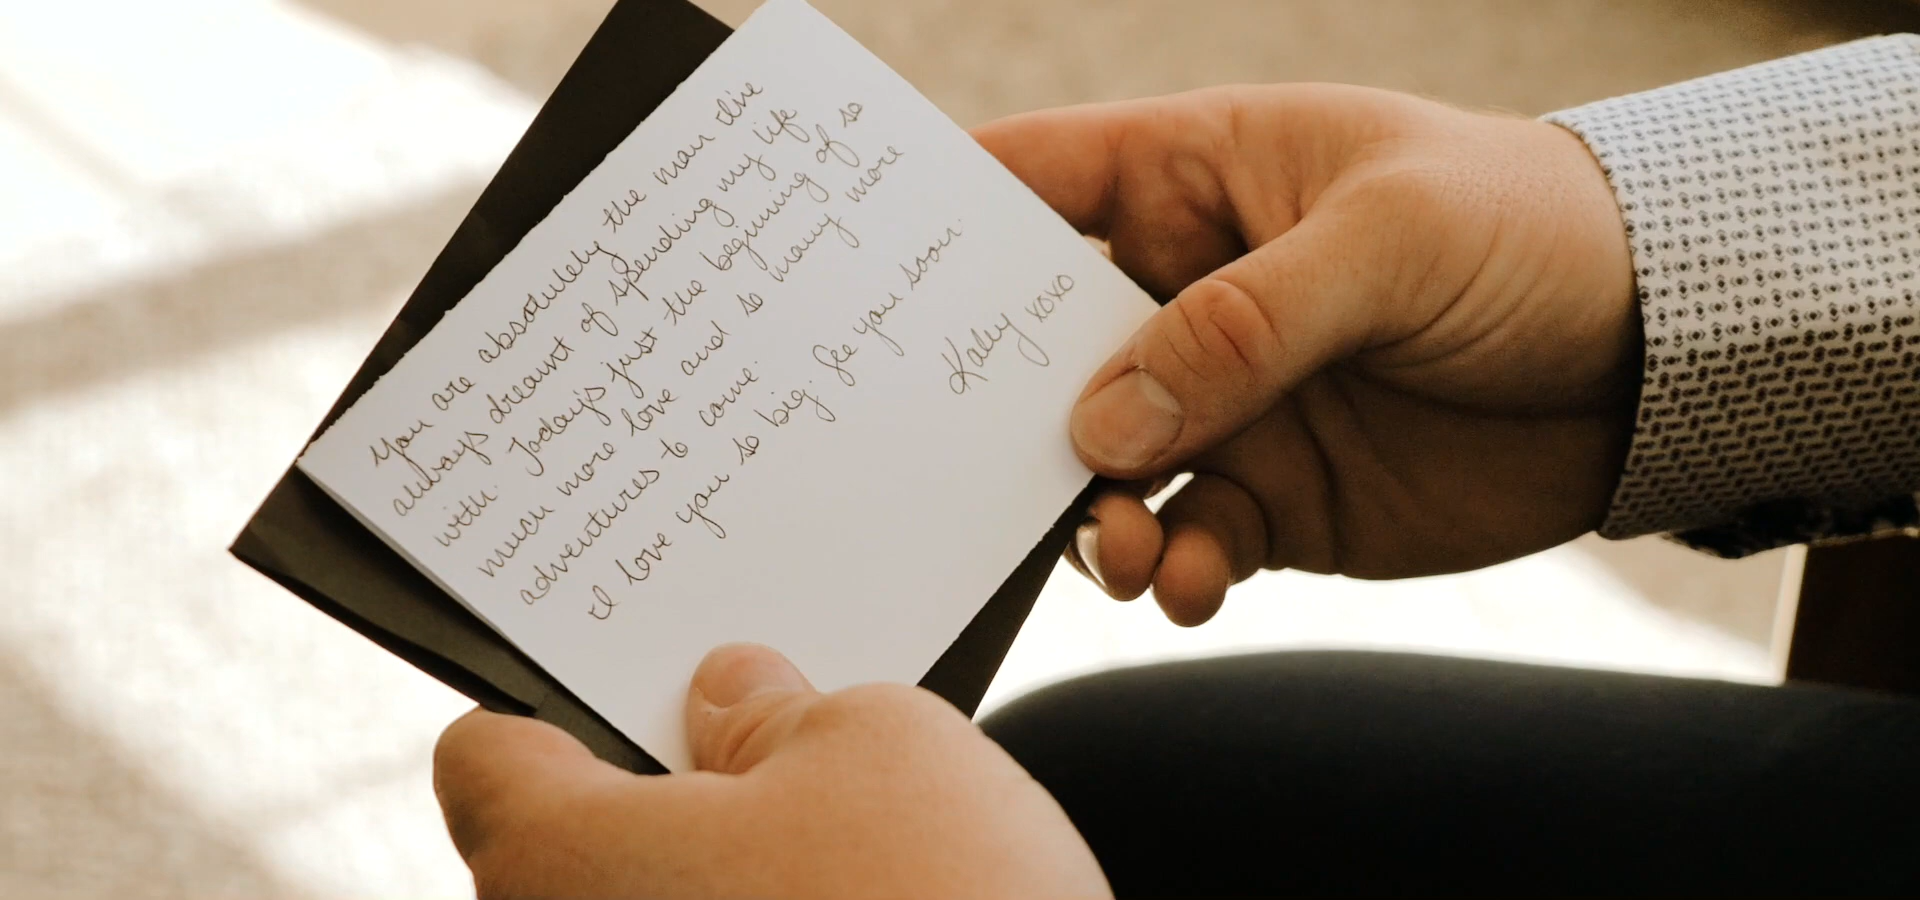 You are absolutely the man I've
always dreamt of spending my life
with. Today's just the beginning of so
much more love and so many more
adventures to come.
I love you so big. See you soon.
Kaley xoxo